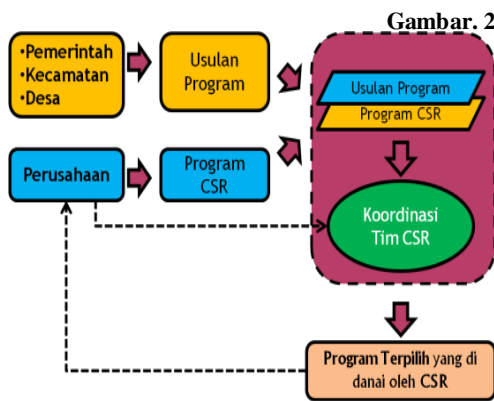 Gambar. 2
•Pemerintah
•Kecamatan
•Desa
Usulan
Program
Usulan Program
Program CSR
Perusahaan
Program
CSR
Koordinasi
Tim CSR
Program Terpilih yang di
danai oleh CSR